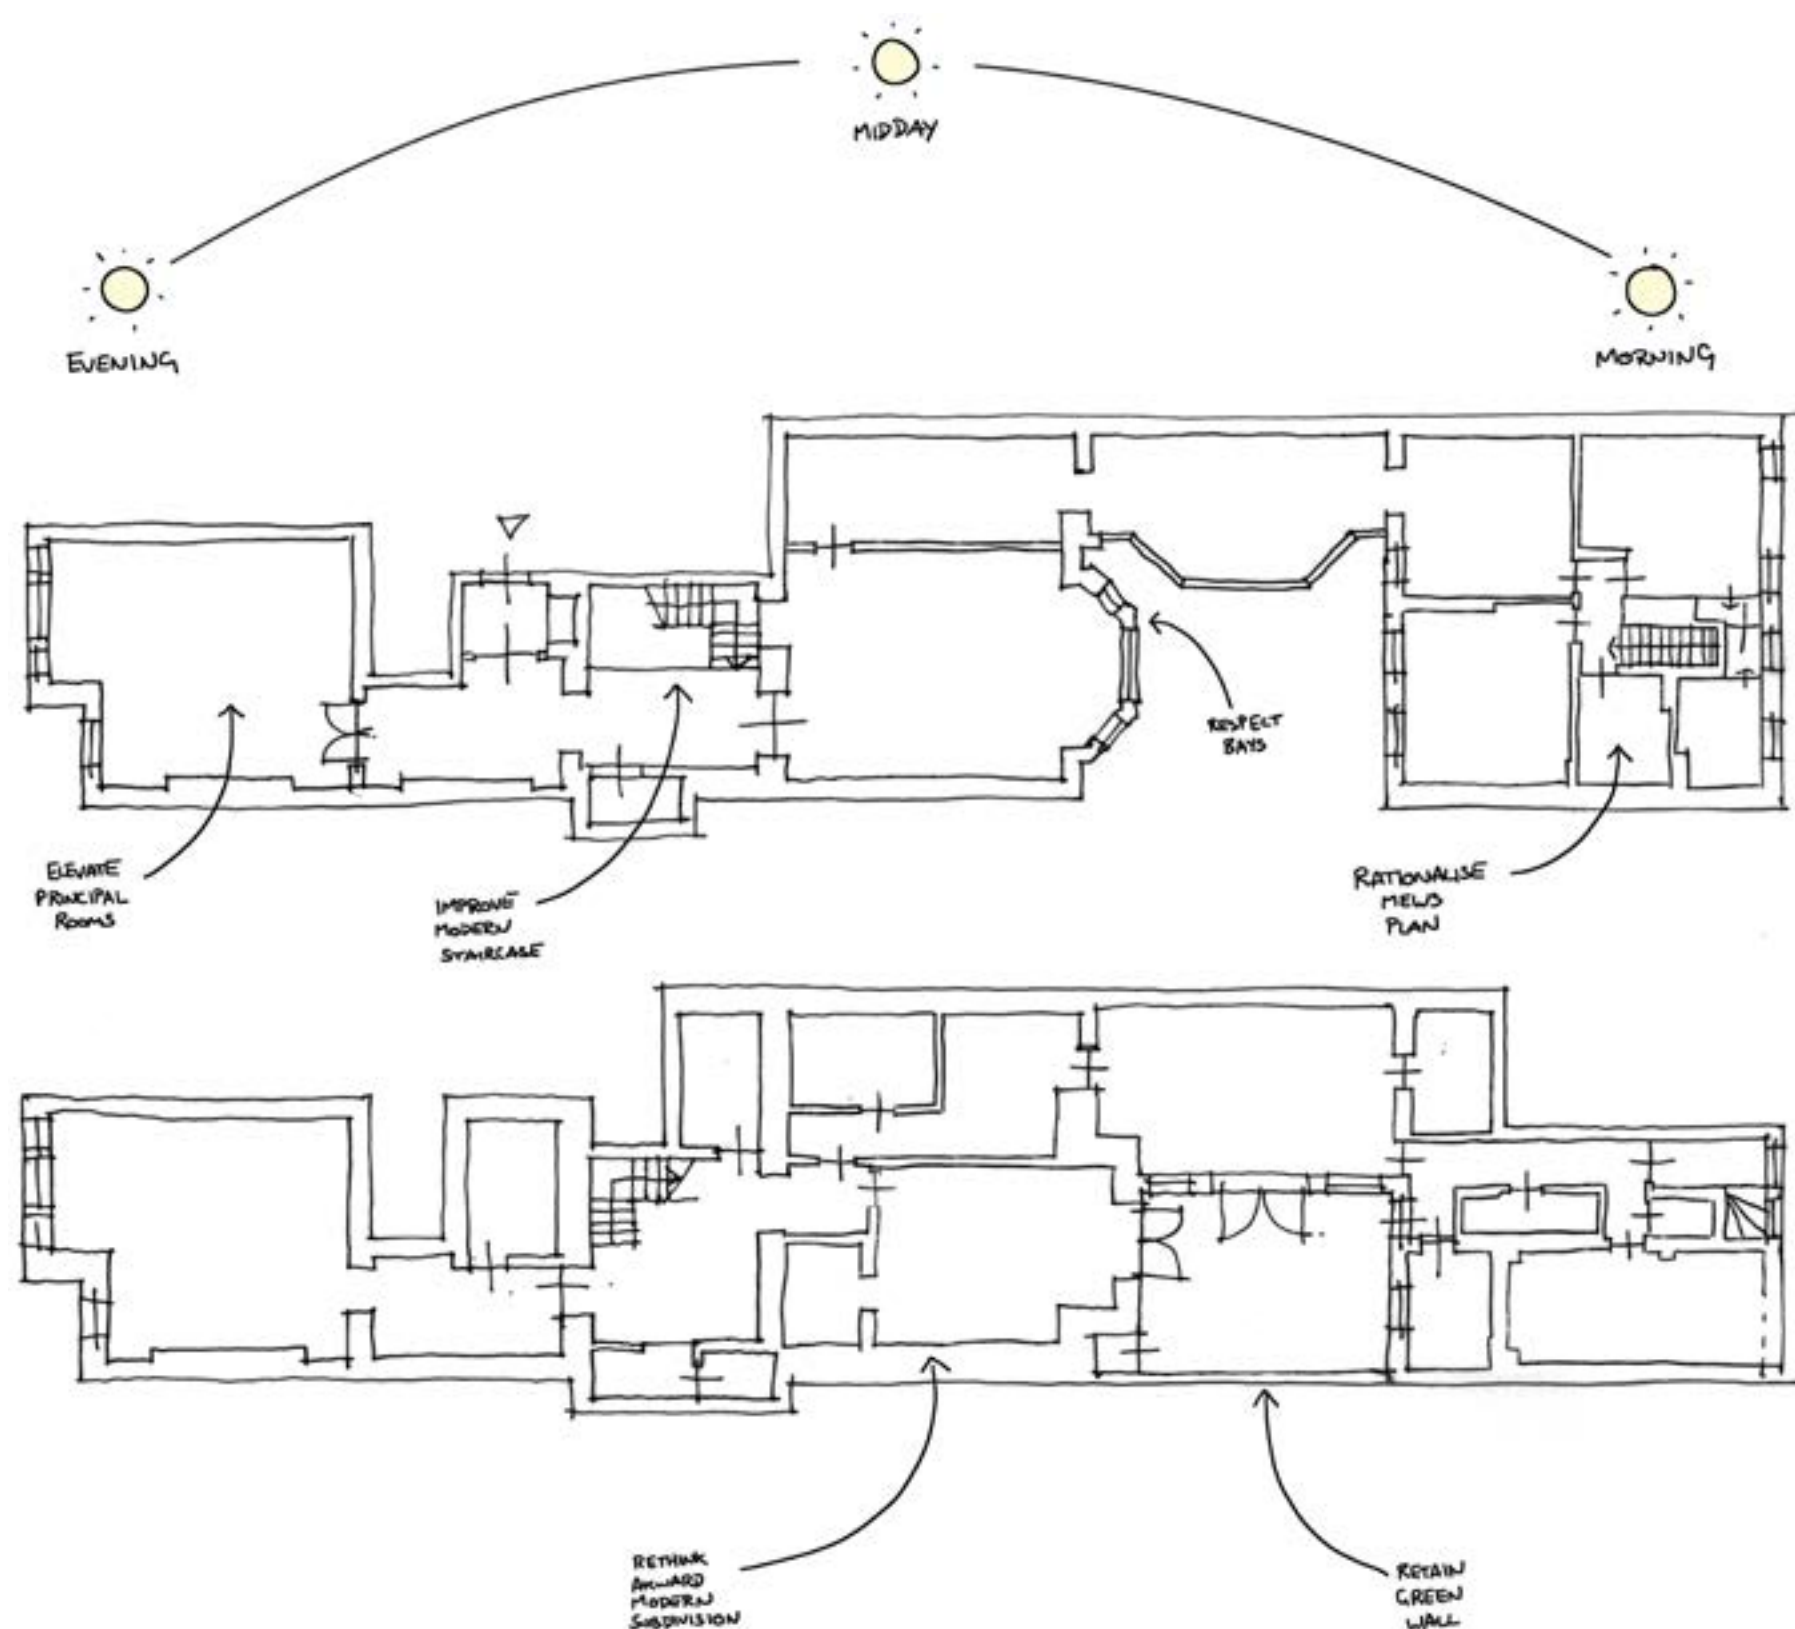 MIDDAY
EVENING
MORNING
RESPECT
BAYS
ELEVATE
PRINCIPAL
ROOMS
IMPROVE
MODERN
STAIRCASE
RATIONALISE
MEWS
PLAN
RETHINK
AKWARD
MODERN
SUBDIVISION
RETAIN
GREEN
WALL